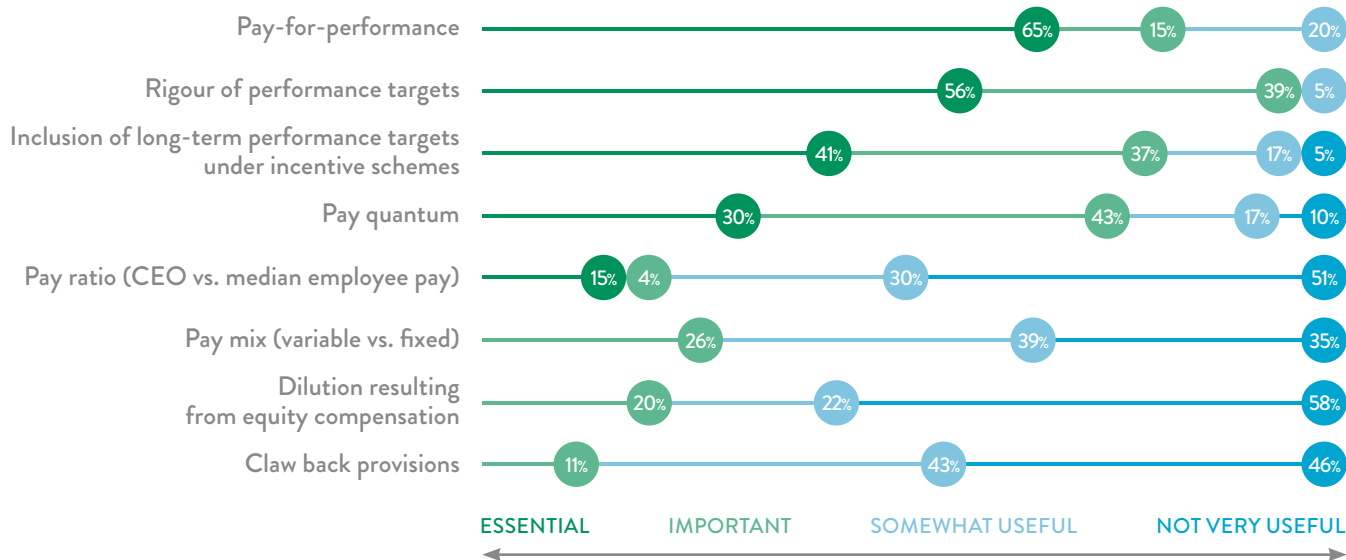 Pay-for-performance 65% 15% 20%
Rigour of performance targets 56% 39% 5%
Inclusion of long-term performance targets
under incentive schemes 41% 37% 17% 5%
Pay quantum 30% 43% 17% 10%
Pay ratio (CEO vs. median employee pay) 15% 4% 30% 51%
Pay mix (variable vs. fixed) 26% 39% 35%
Dilution resulting
from equity compensation 20% 22% 58%
Claw back provisions 11% 43% 46%
ESSENTIAL IMPORTANT SOMEWHAT USEFUL NOT VERY USEFUL